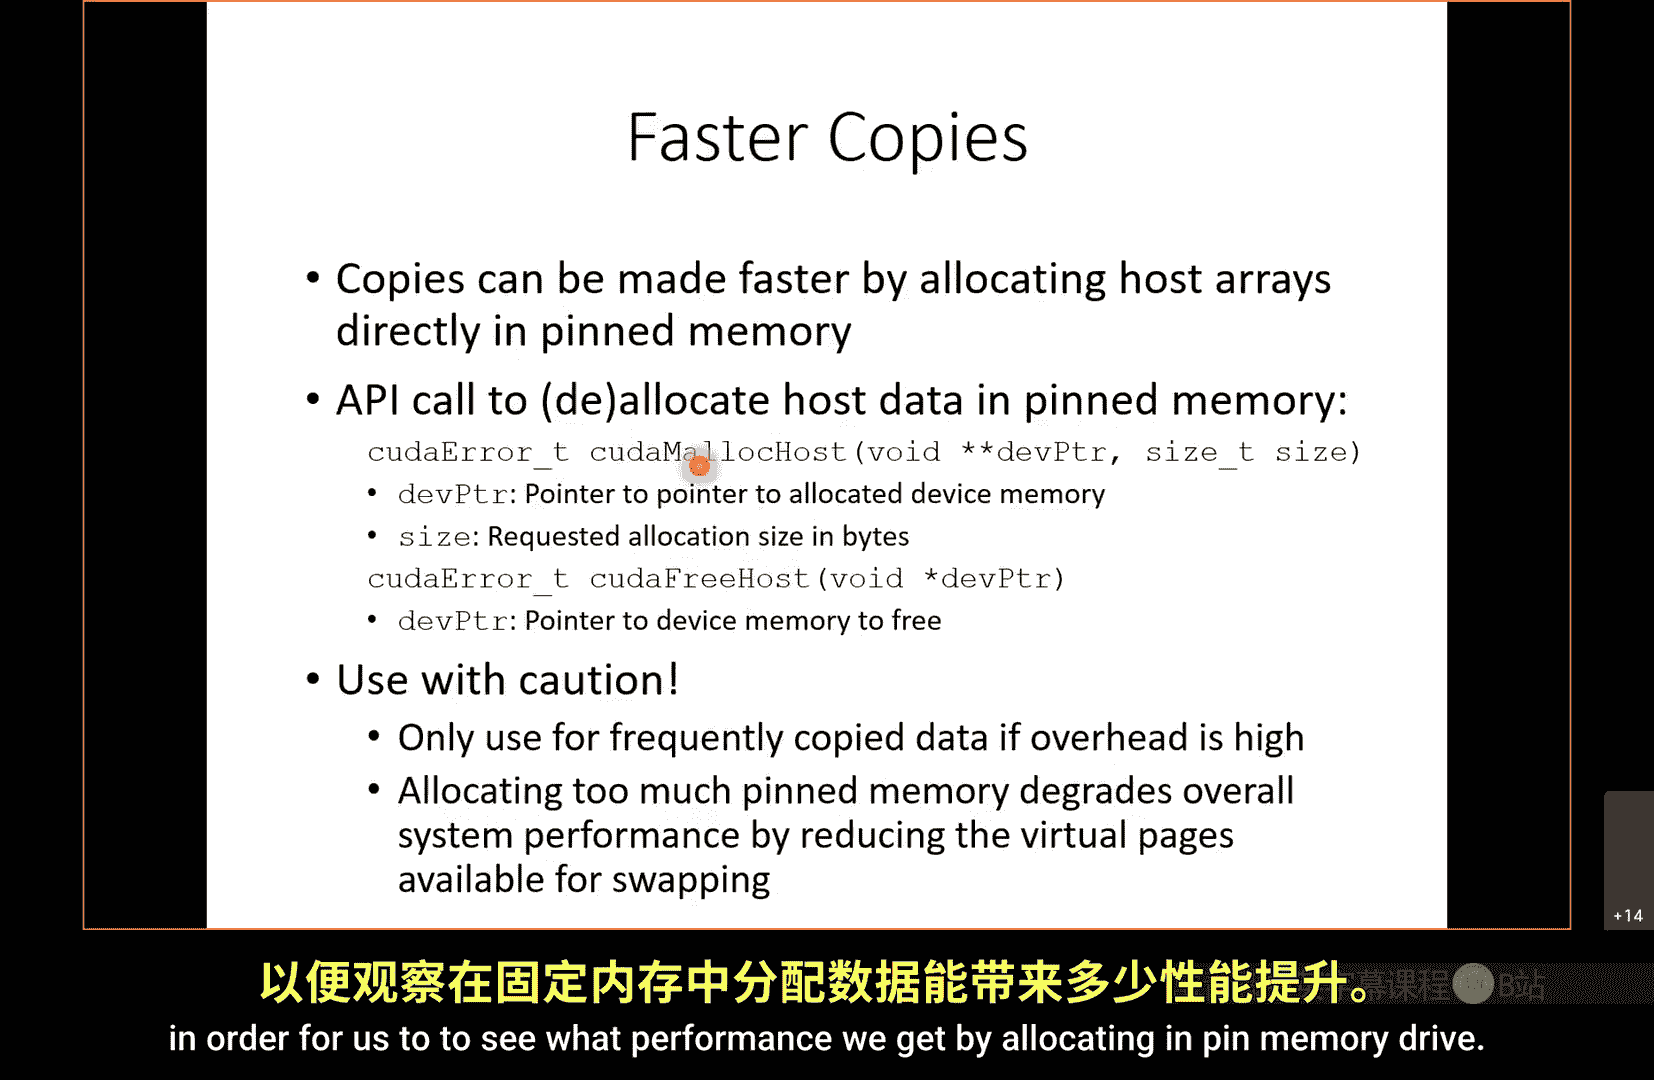 Faster Copies
• Copies can be made faster by allocating host arrays
directly in pinned memory
• API call to (de)allocate host data in pinned memory:
cudaError_t cudaMallocHost(void **devPtr, size_t size)
• devPtr: Pointer to pointer to allocated device memory
• size: Requested allocation size in bytes
cudaError_t cudaFreeHost(void *devPtr)
• devPtr: Pointer to device memory to free
• Use with caution!
• Only use for frequently copied data if overhead is high
• Allocating too much pinned memory degrades overall
system performance by reducing the virtual pages
available for swapping
+14
以便观察在固定内存中分配数据能带来多少性能提升。
幕课程 B站
in order for us to to see what performance we get by allocating in pin memory drive.